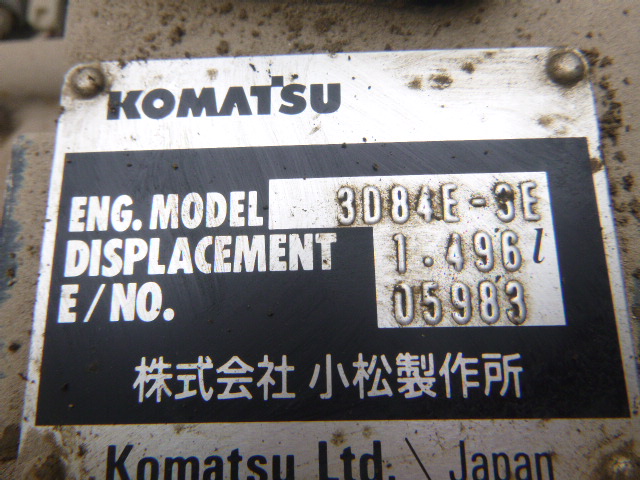 KOMATSU
ENG. MODEL 3D84E-3E
DISPLACEMENT 1.496 l
E/NO. 05983
株式会社 小松製作所
Komatsu Ltd. \ Japan